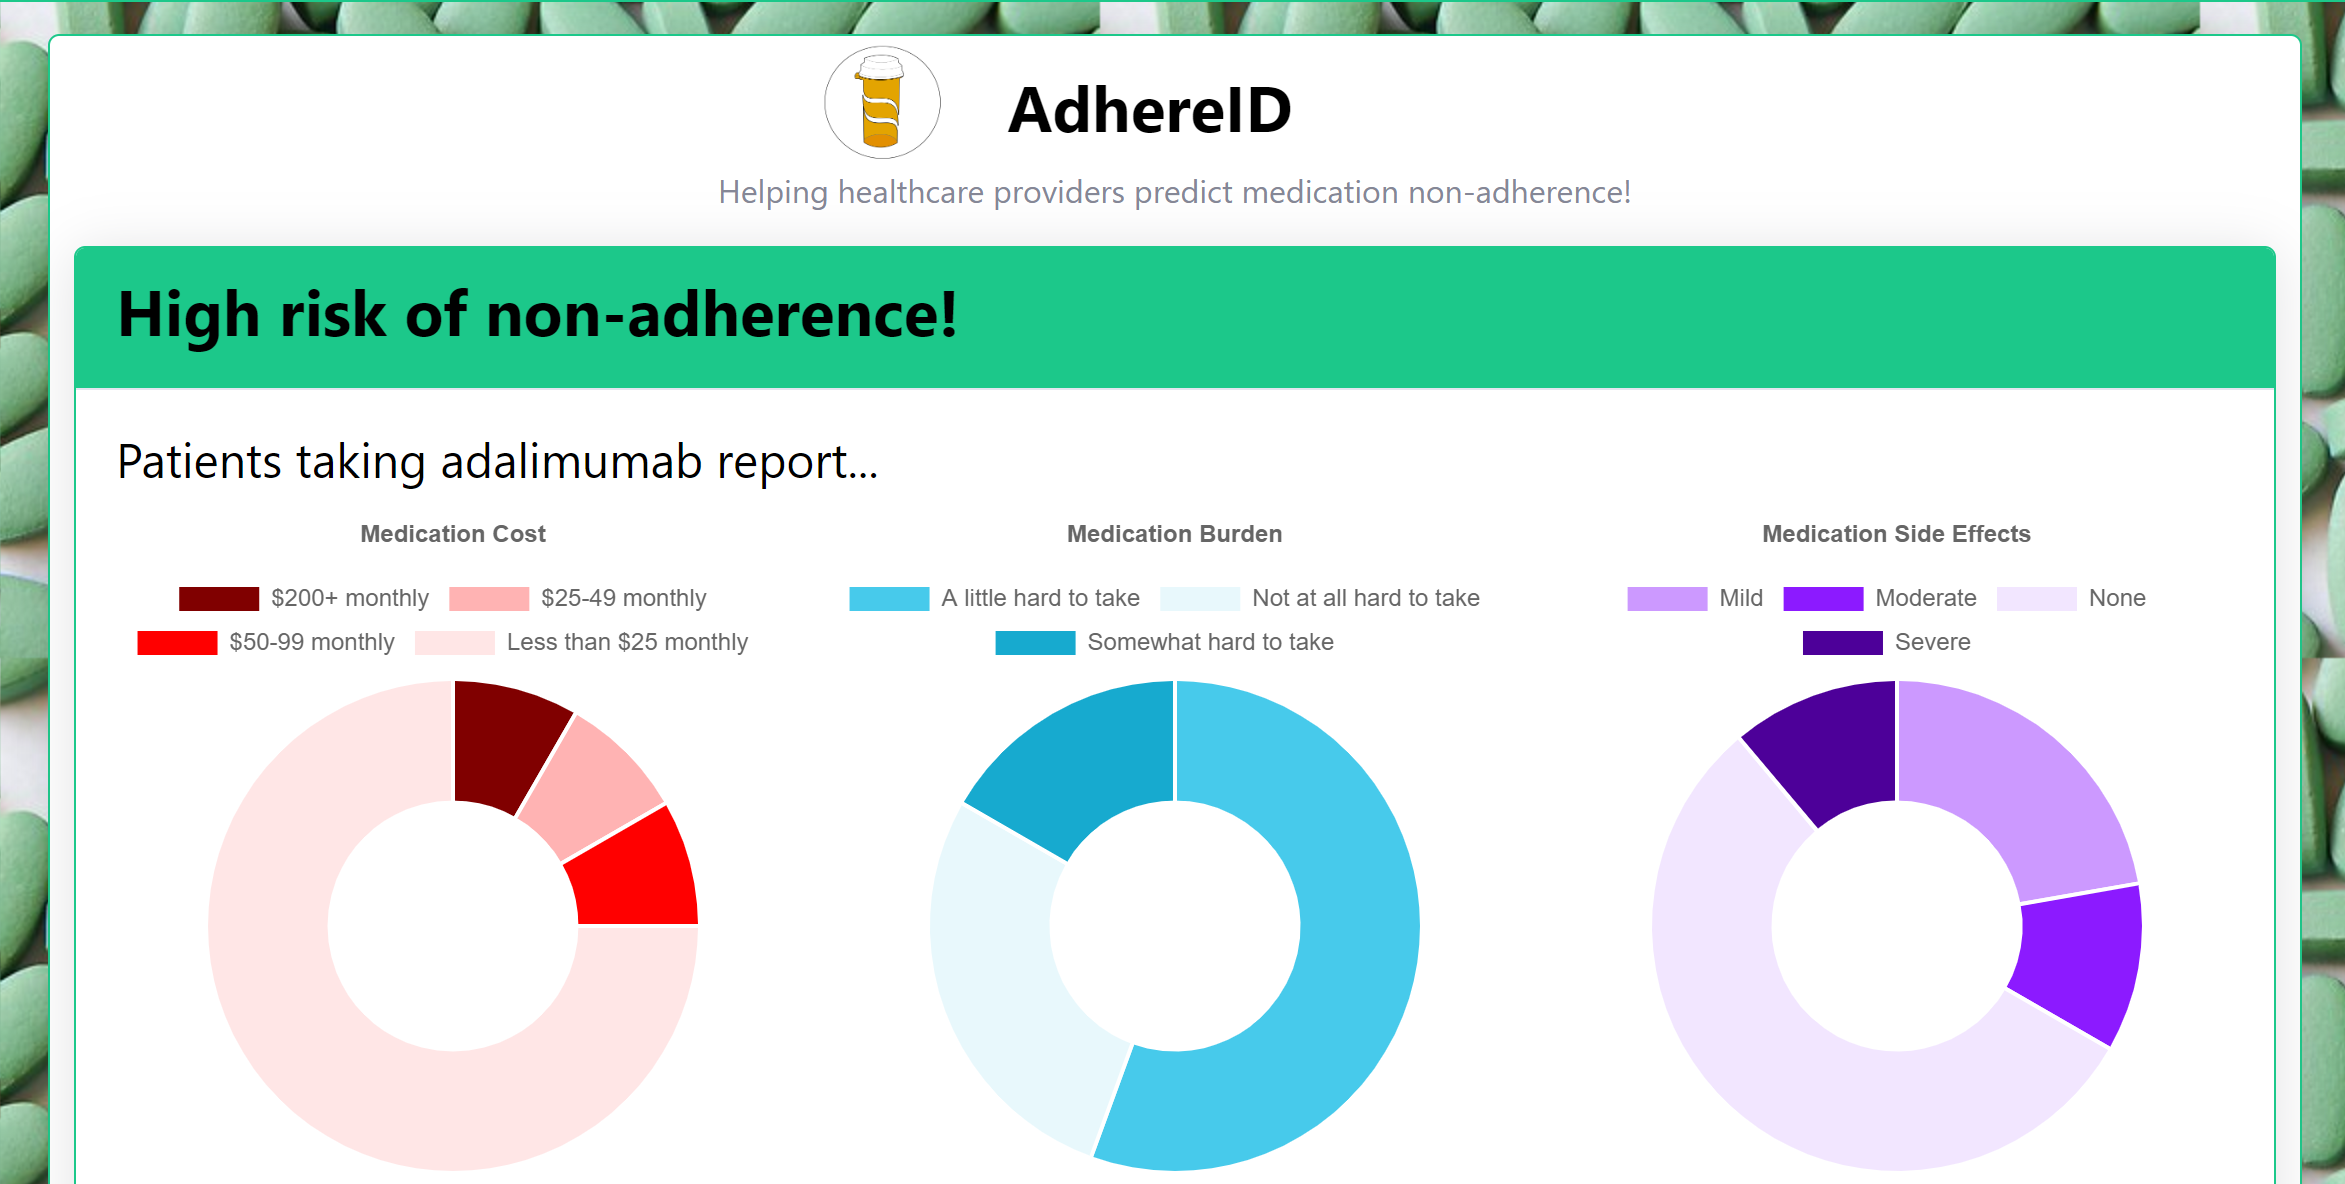 AdhereID
Helping healthcare providers predict medication non-adherence!
High risk of non-adherence!
Patients taking adalimumab report...
Medication Cost
$200+ monthly
$25-49 monthly
$50-99 monthly
Less than $25 monthly
Medication Burden
A little hard to take
Not at all hard to take
Somewhat hard to take
Medication Side Effects
Mild
Moderate
None
Severe